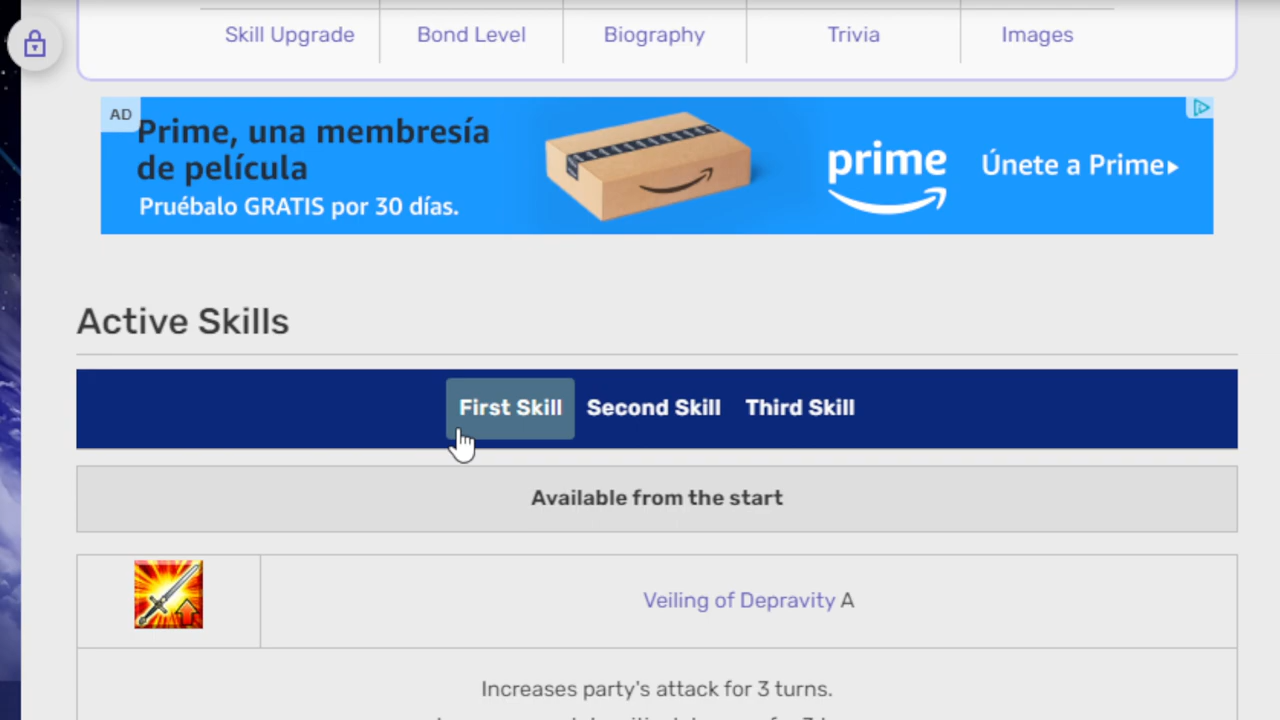 Skill Upgrade Bond Level Biography Trivia Images
AD
Prime, una membresía
de película
Pruébalo GRATIS por 30 días.
prime
Únete a Prime▸
Active Skills
First Skill Second Skill Third Skill
Available from the start
Veiling of Depravity A
Increases party's attack for 3 turns.